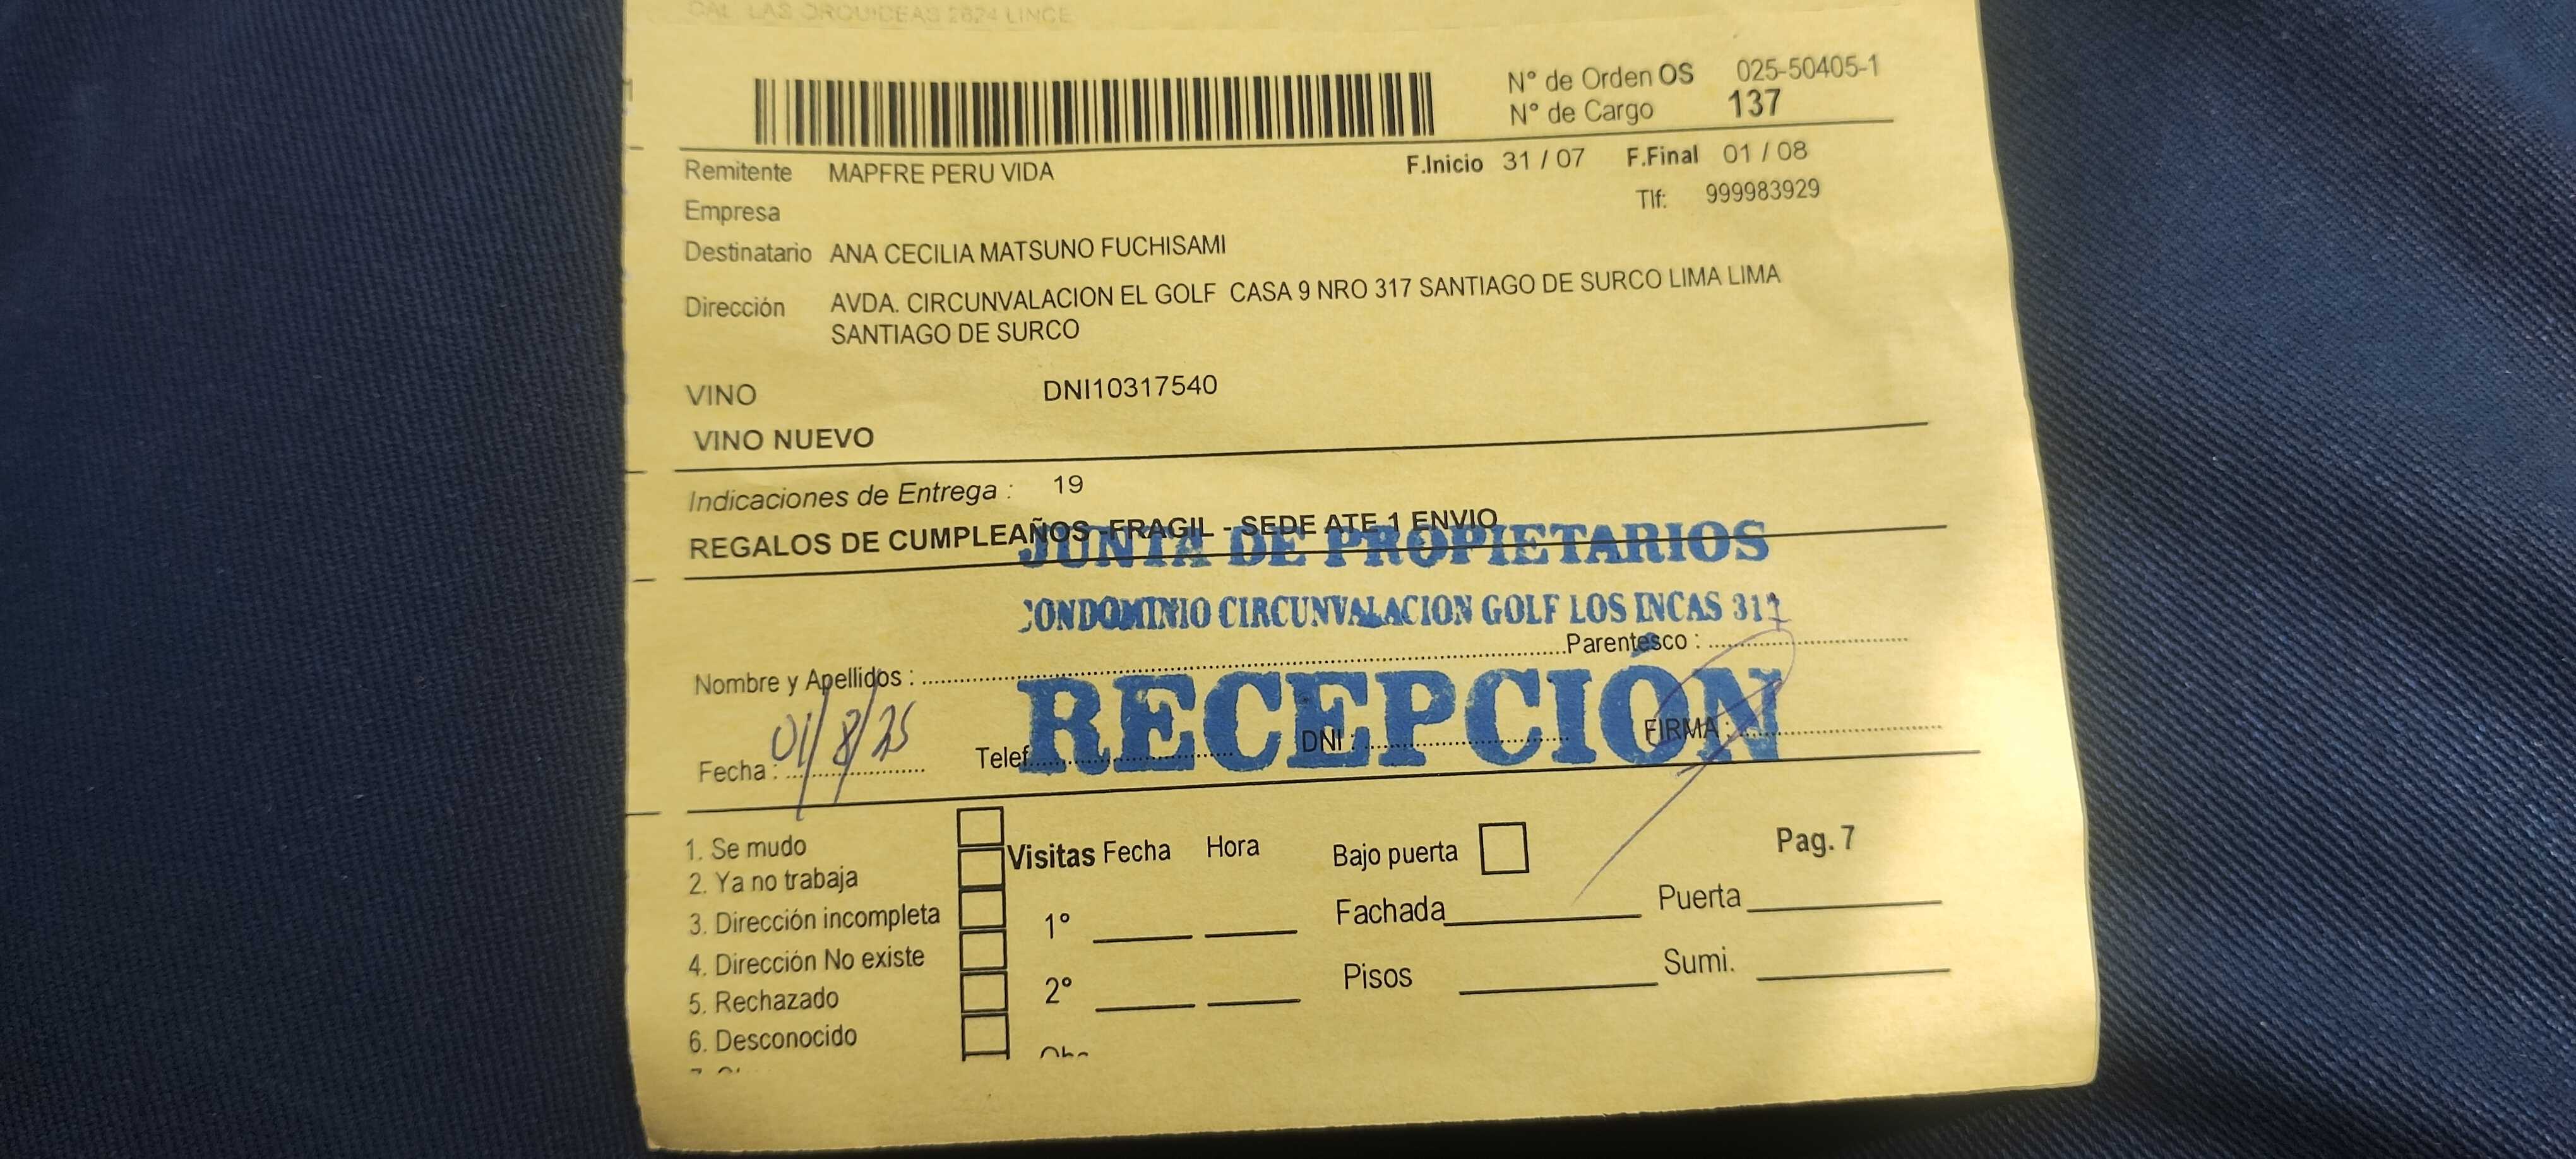 CAL LAS ORQUIDEAS 2624 LINCE
N° de Orden OS 025-50405-1
N° de Cargo 137
Remitente MAPFRE PERU VIDA F.Inicio 31 / 07 F.Final 01 / 08
Empresa Tlf: 999983929
Destinatario ANA CECILIA MATSUNO FUCHISAMI
Dirección AVDA. CIRCUNVALACION EL GOLF CASA 9 NRO 317 SANTIAGO DE SURCO LIMA LIMA
SANTIAGO DE SURCO
VINO DNI10317540
VINO NUEVO
Indicaciones de Entrega : 19
REGALOS DE CUMPLEAÑOS -FRAGIL - SEDE ATE 1 ENVIO
JUNTA DE PROPIETARIOS
CONDOMINIO CIRCUNVALACION GOLF LOS INCAS 317
Nombre y Apellidos : Parentesco :
RECEPCIÓN
Fecha : 01/8/25 Telef DNI : FIRMA :
1. Se mudo
2. Ya no trabaja
3. Dirección incompleta
4. Dirección No existe
5. Rechazado
6. Desconocido
Visitas Fecha Hora
1°
2°
Bajo puerta Pag. 7
Fachada Puerta
Pisos Sumi.